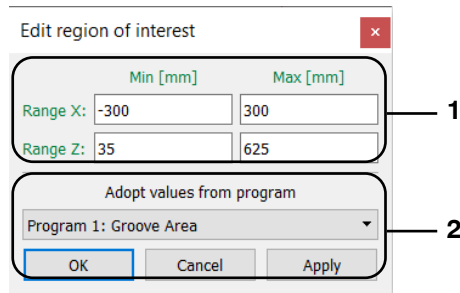 Edit region of interest ×
Min [mm] Max [mm]
Range X: -300 300
1
Range Z: 35 625
Adopt values from program
Program 1: Groove Area
2
OK Cancel Apply